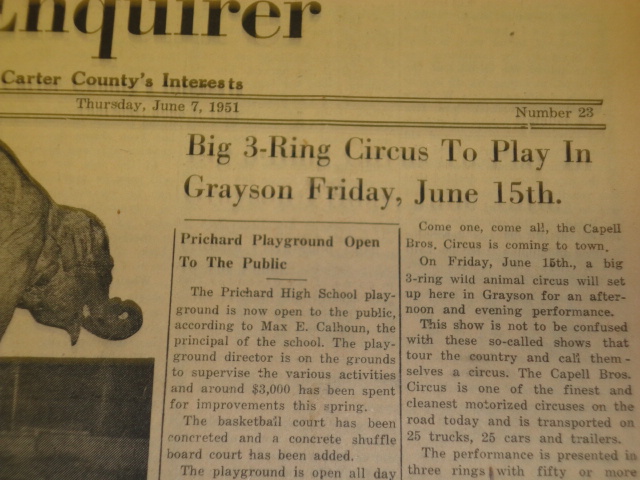 Enquirer
Carter County's Interests
Thursday, June 7, 1951
Number 23
Big 3-Ring Circus To Play In
Grayson Friday, June 15th.
Prichard Playground Open
To The Public
The Prichard High School play-
ground is now open to the public,
according to Max E. Calhoun, the
principal of the school. The play-
ground director is on the grounds
to supervise the various activities
and around $3,000 has been spent
for improvements this spring.
The basketball court has been
concreted and a concrete shuffle
board court has been added.
The playground is open all day
Come one, come all, the Capell
Bros. Circus is coming to town.
On Friday, June 15th., a big
3-ring wild animal circus will set
up here in Grayson for an after-
noon and evening performance.
This show is not to be confused
with these so-called shows that
tour the country and call them-
selves a circus. The Capell Bros.
Circus is one of the finest and
cleanest motorized circuses on the
road today and is transported on
25 trucks, 25 cars and trailers.
The performance is presented in
three rings with fifty or more